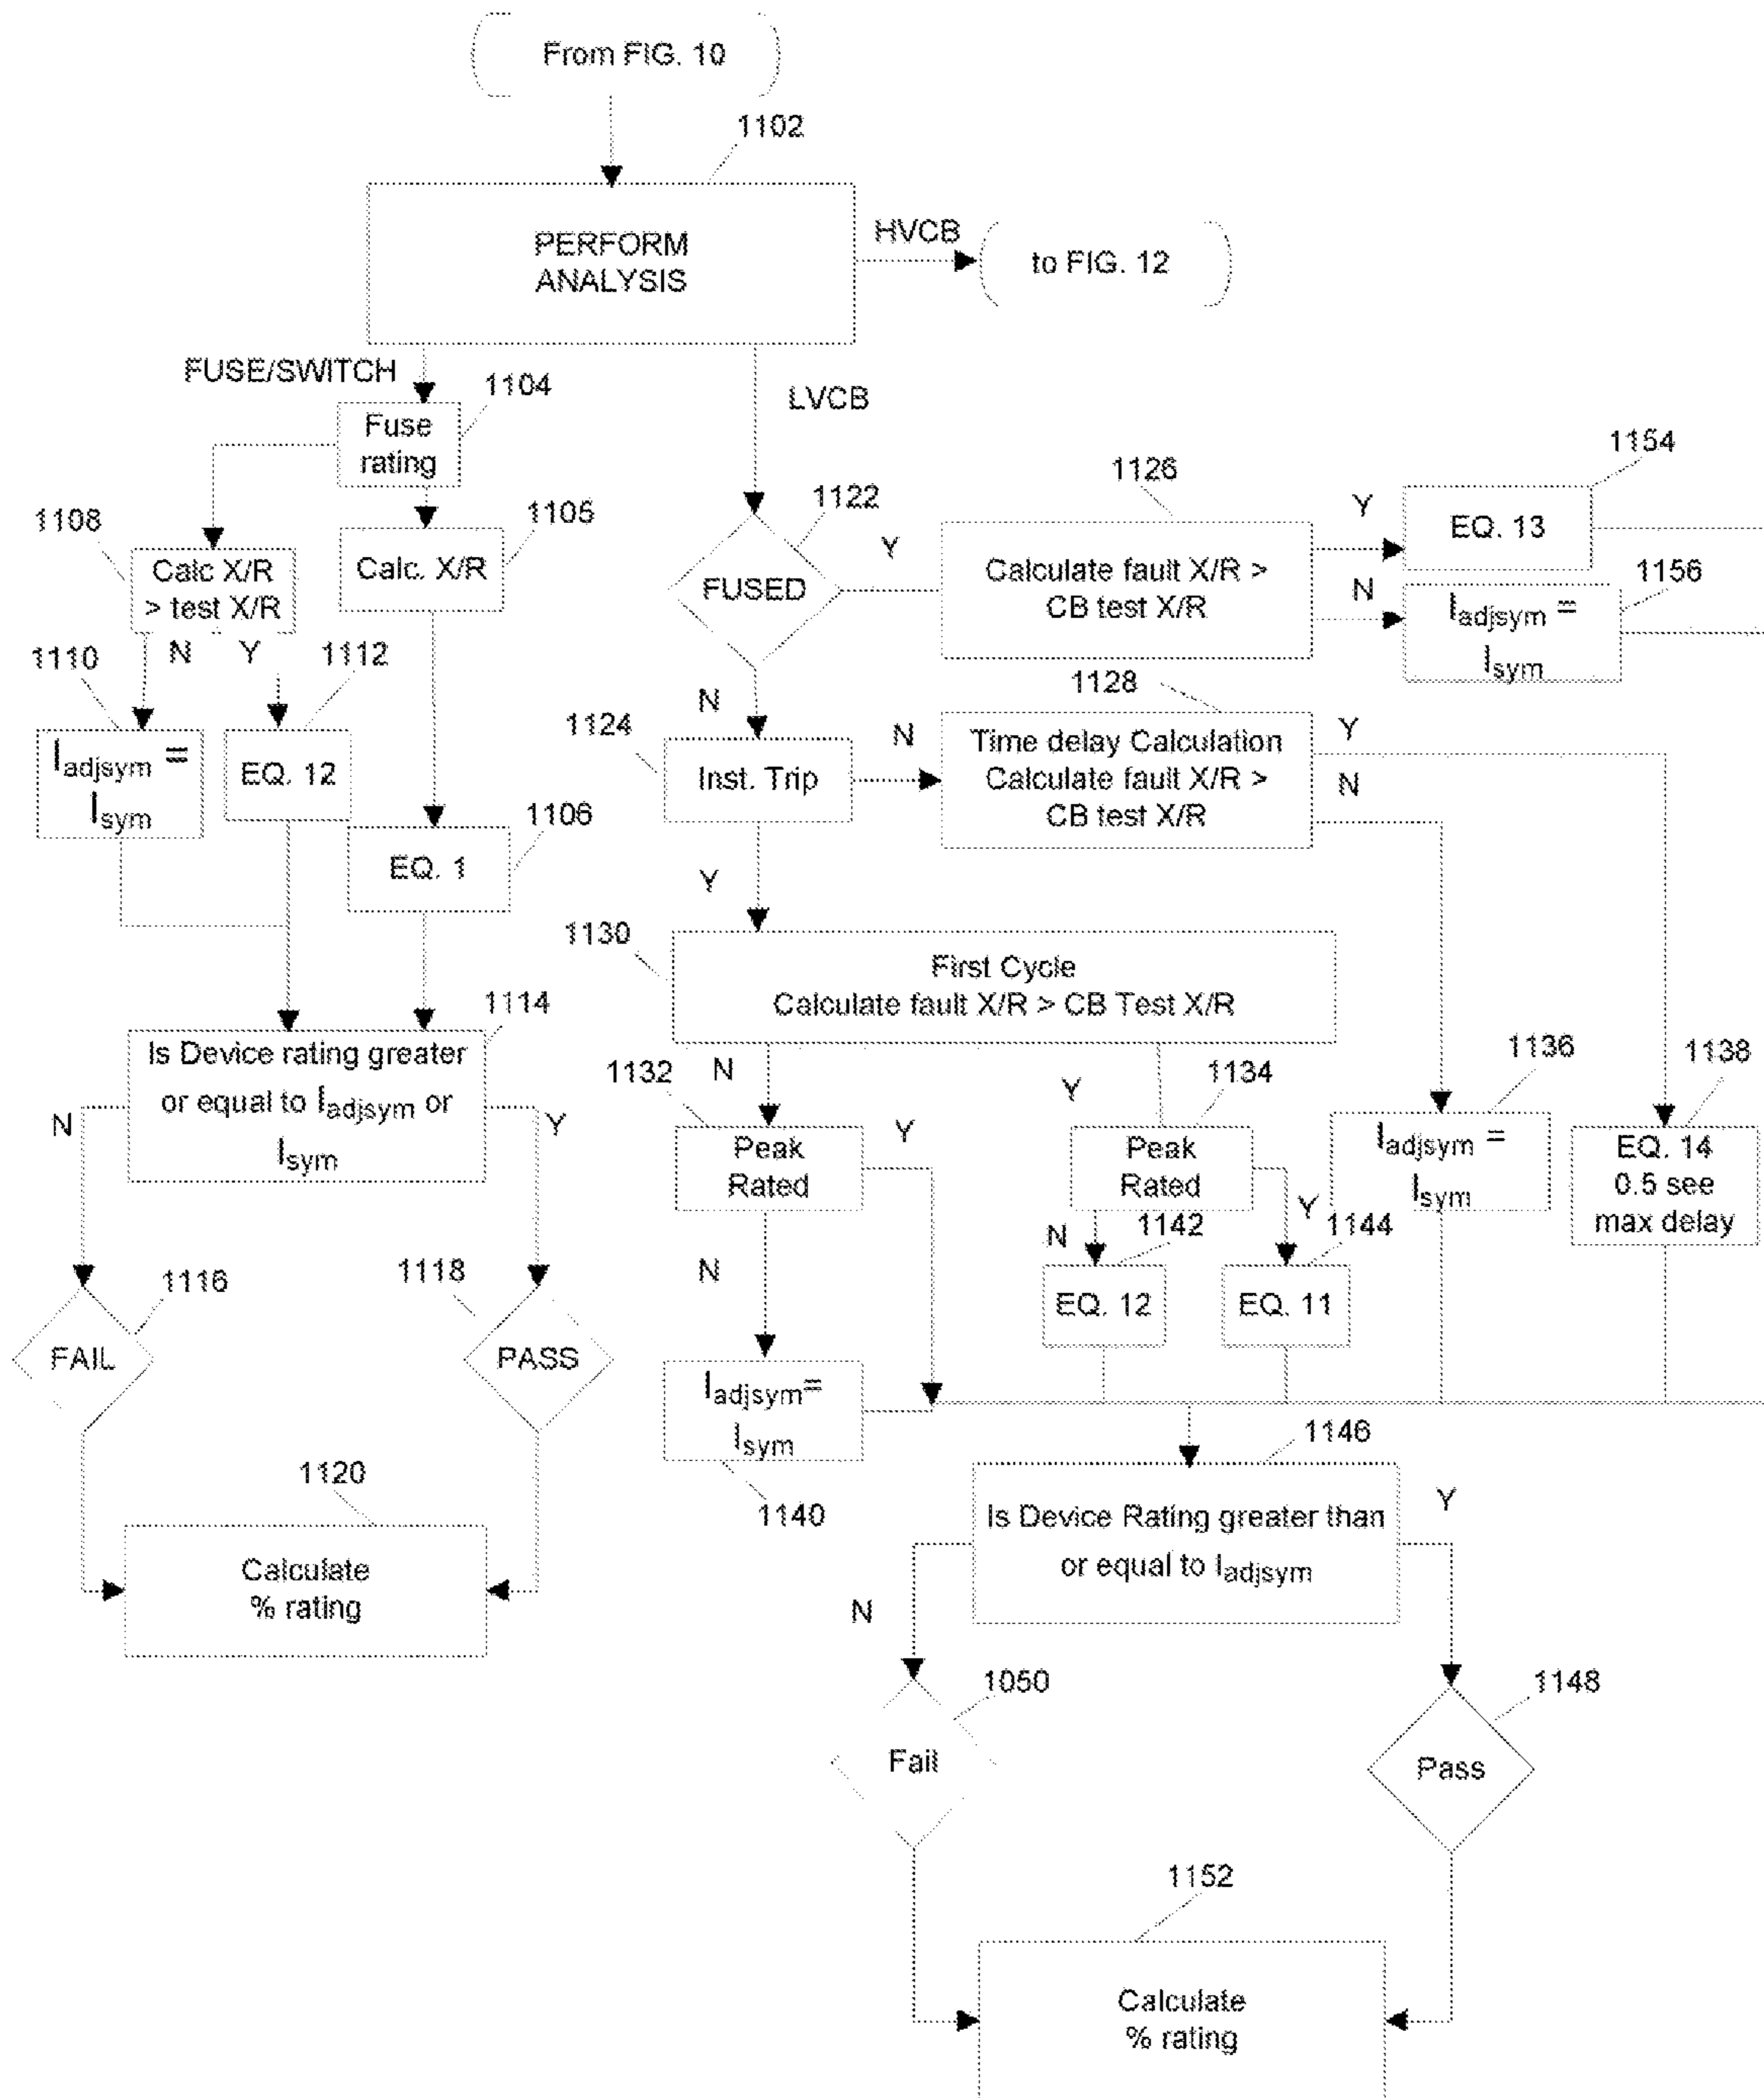 From FIG. 10
1102
PERFORM
ANALYSIS
HVCB
to FIG. 12
FUSE/SWITCH
1104
LVCB
Fuse
rating
1154
1126
1108
1105
1122
Y
EQ. 13
Calc X/R
> test X/R
Calc. X/R
FUSED
Y
Calculate fault X/R >
CB test X/R
1156
N
Iadjsym =
Isym
1110
N
Y
1112
1128
N
1124
Iadjsym =
Isym
EQ. 12
Inst. Trip
N
Time delay Calculation
Calculate fault X/R >
CB test X/R
Y
N
1106
EQ. 1
Y
1130
First Cycle
Calculate fault X/R > CB Test X/R
1114
Is Device rating greater
or equal to Iadjsym or
Isym
1132
N
Y
1134
1136
1138
N
Y
Peak
Rated
Y
Peak
Rated
Iadjsym =
Isym
EQ. 14
0.5 see
max delay
N
1142
Y
1144
1116
1118
N
EQ. 12
EQ. 11
FAIL
PASS
Iadjsym=
Isym
1146
1120
1140
Is Device Rating greater than
or equal to Iadjsym
Y
Calculate
% rating
N
1050
1148
Fail
Pass
1152
Calculate
% rating